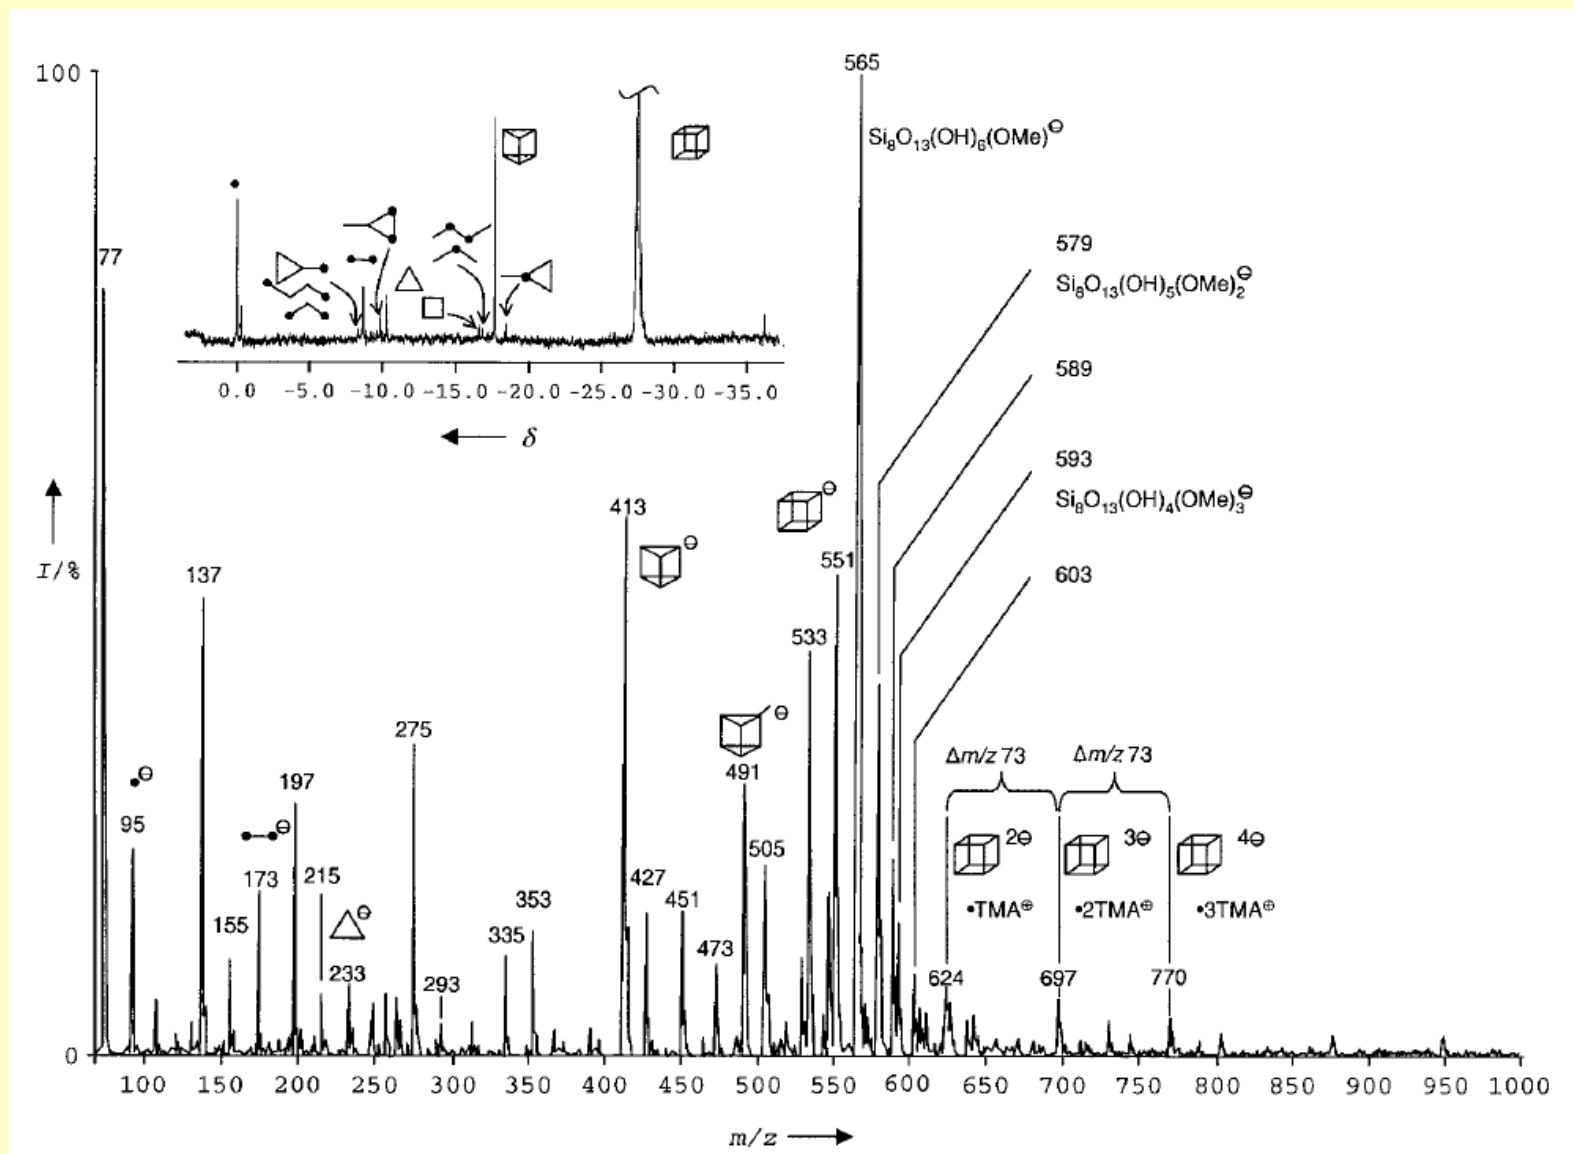 100
565
Si₈O₁₃(OH)₆(OMe)⊖
77
579
Si₈O₁₃(OH)₅(OMe)₂⊖
589
593
Si₈O₁₃(OH)₄(OMe)₃⊖
603
0.0 -5.0 -10.0 -15.0 -20.0 -25.0 -30.0 -35.0
δ
I/%
413
⊖
⊖
551
533
137
275
⊖
491
Δm/z 73 Δm/z 73
⊖
95
197
⊖
173
215
505
2⊖ 3⊖ 4⊖
•TMA⊕ •2TMA⊕ •3TMA⊕
155
⊖
233
293
335
353
427
451
473
624 697 770
0
100 150 200 250 300 350 400 450 500 550 600 650 700 750 800 850 900 950 1000
m/z